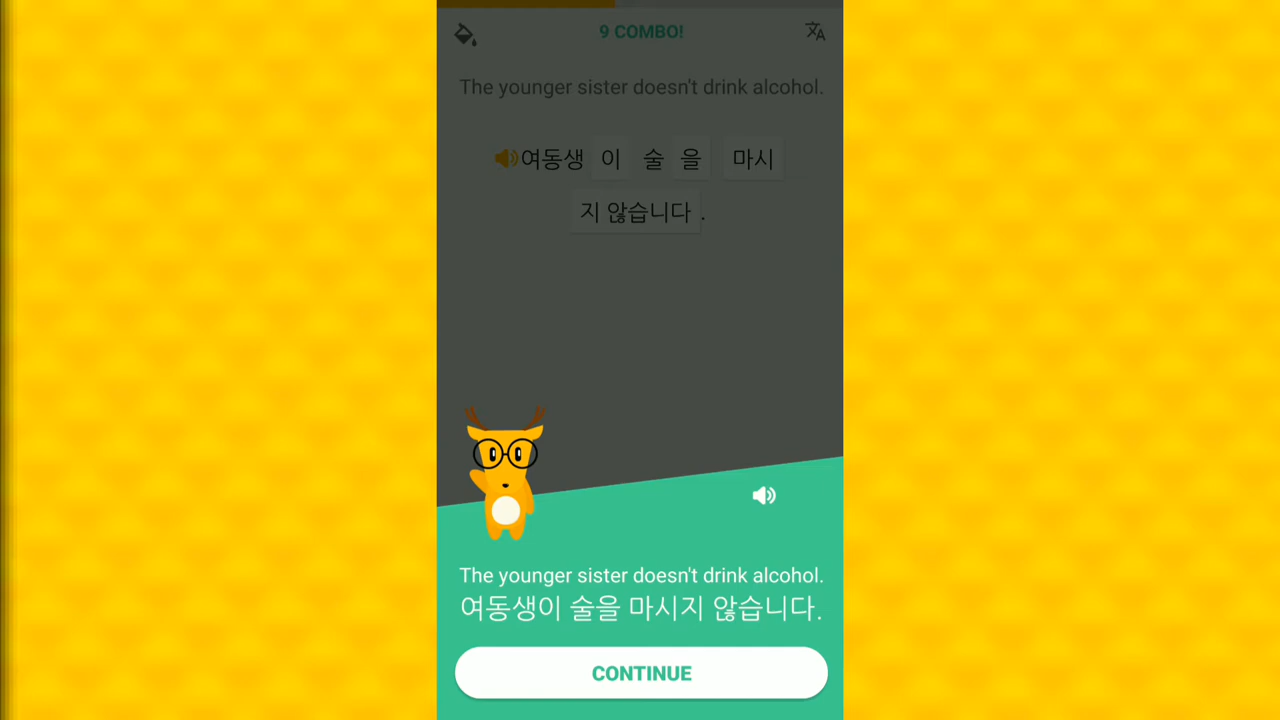 9 COMBO!
The younger sister doesn't drink alcohol.
여동생 이 술 을 마시
지 않습니다 .
The younger sister doesn't drink alcohol.
여동생이 술을 마시지 않습니다.
CONTINUE